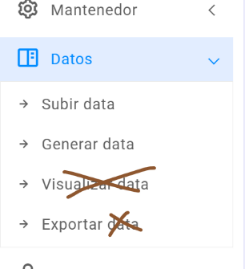 Mantenedor
Datos
Subir data
Generar data
Visualizar data
Exportar data